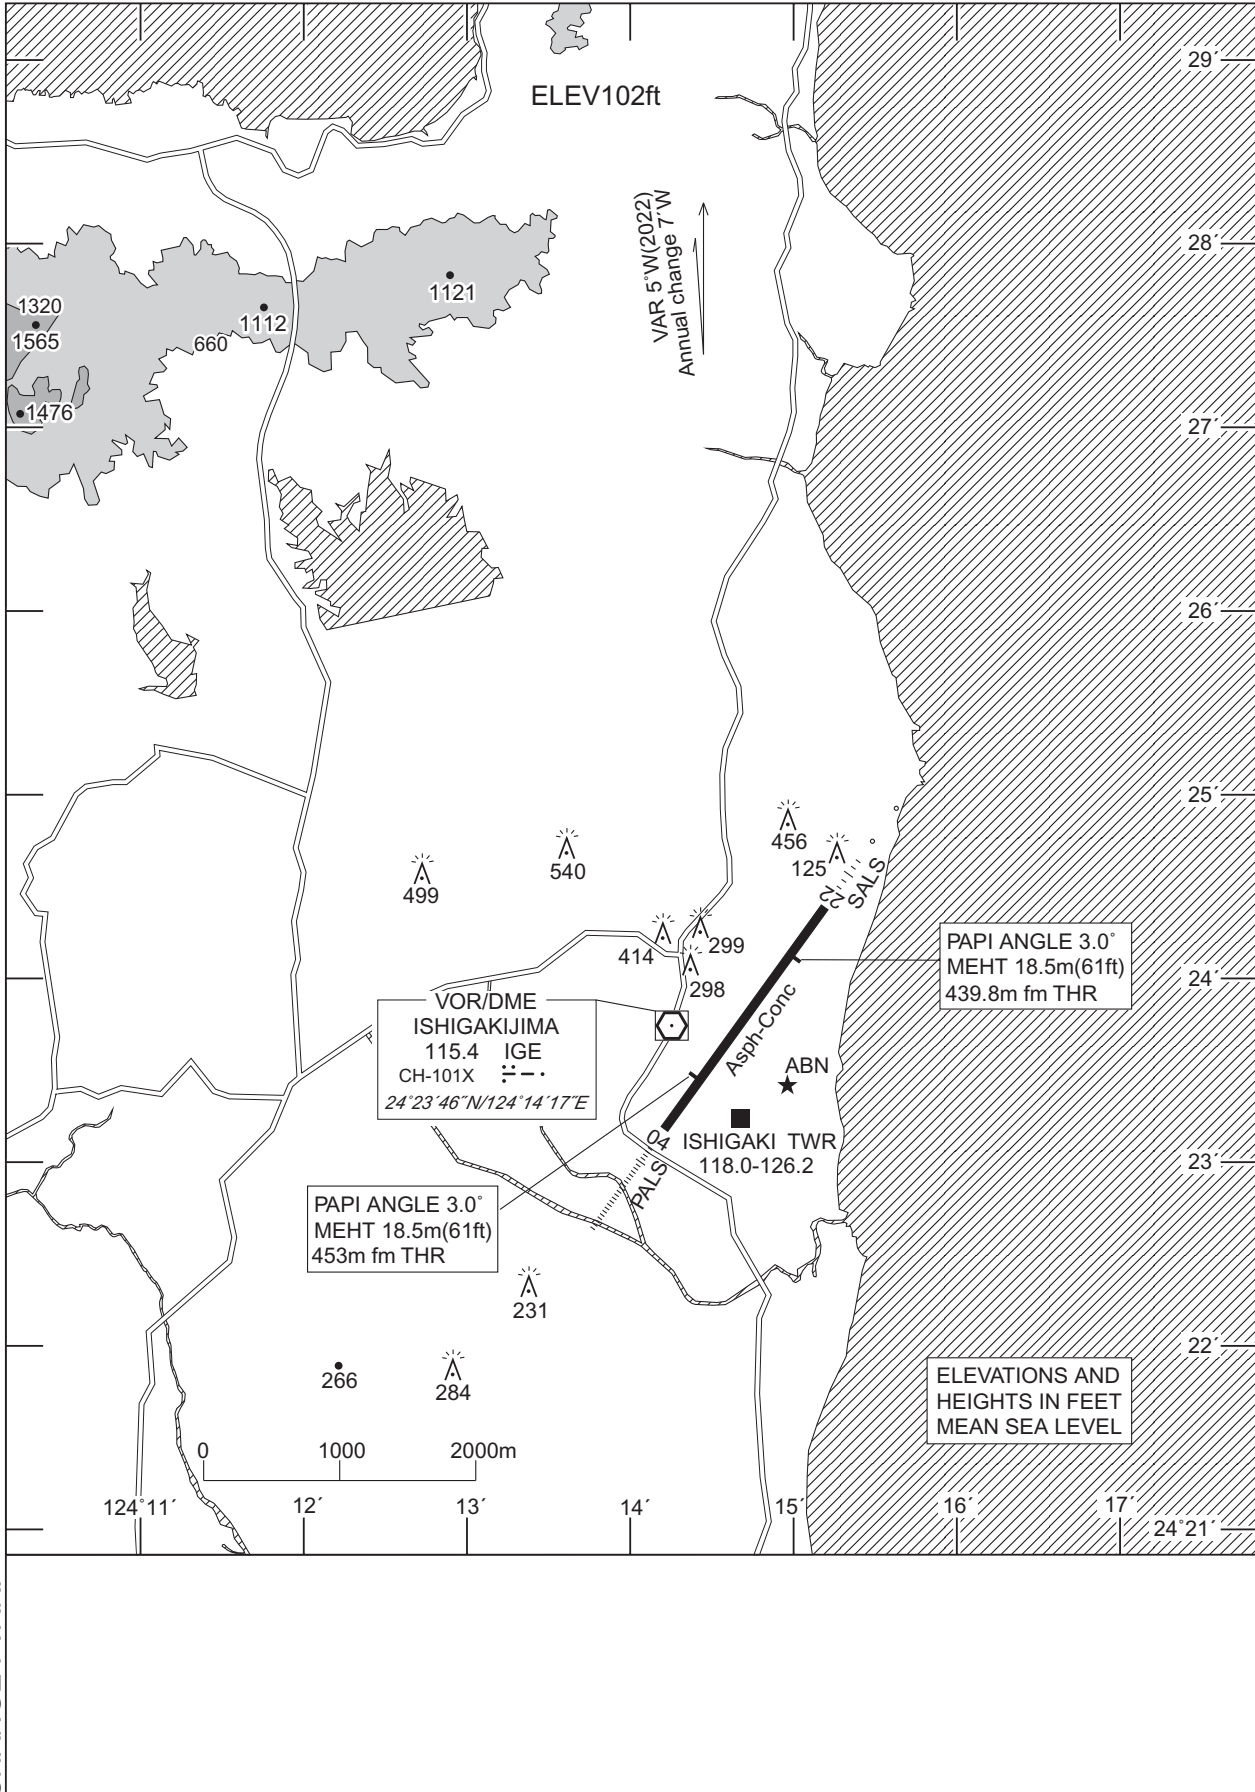 29′
ELEV102ft
VAR 5°W(2022)
Annual change 7′W
28′
1121
1320
1112
1565
660
1476
27′
26′
25′
456
125
540
499
SALS
22
299
414
298
PAPI ANGLE 3.0°
MEHT 18.5m(61ft)
439.8m fm THR
24′
VOR/DME
ISHIGAKIJIMA
115.4 IGE
CH-101X
24°23′46″N/124°14′17″E
Asph-Conc
ABN
04
ISHIGAKI TWR
118.0-126.2
23′
PALS
PAPI ANGLE 3.0°
MEHT 18.5m(61ft)
453m fm THR
231
22′
266
284
ELEVATIONS AND
HEIGHTS IN FEET
MEAN SEA LEVEL
0 1000 2000m
124°11′ 12′ 13′ 14′ 15′ 16′ 17′
24°21′